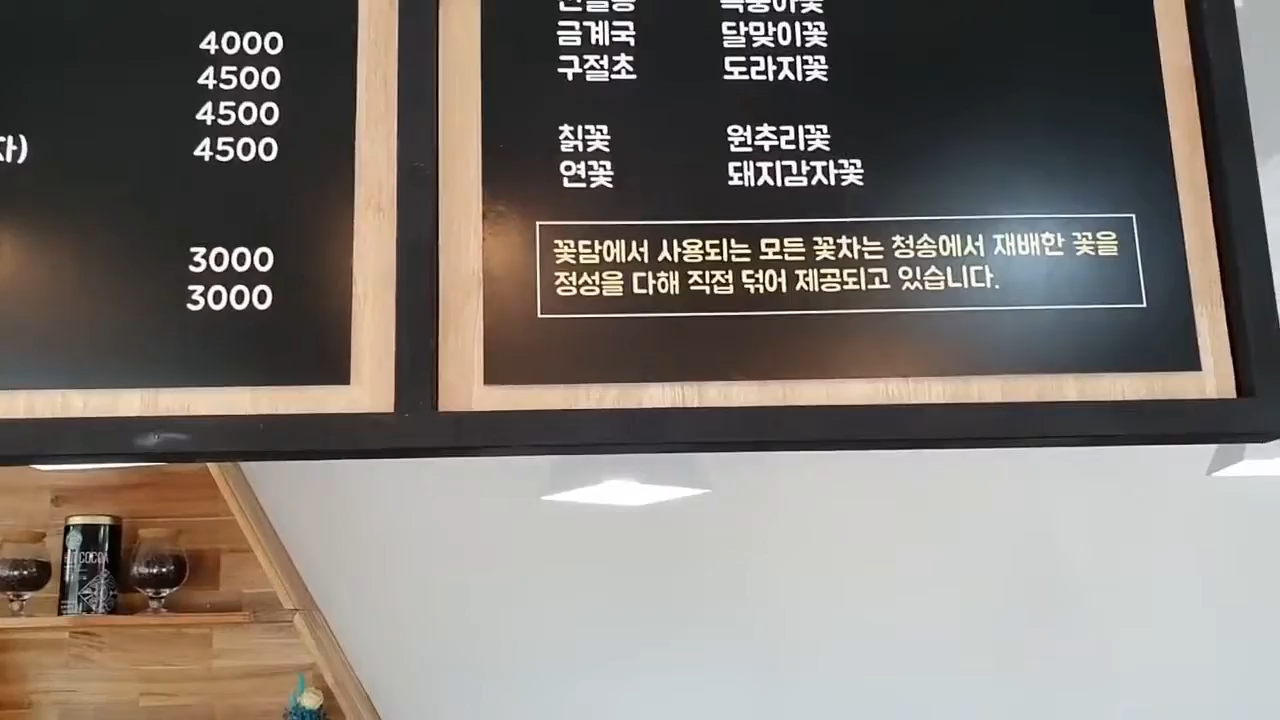 4000
4500
4500
4500
3000
3000
금계국 달맞이꽃
구절초 도라지꽃
칡꽃 원추리꽃
연꽃 돼지감자꽃
꽃담에서 사용되는 모든 꽃차는 청송에서 재배한 꽃을
정성을 다해 직접 덖어 제공되고 있습니다.
COCOA